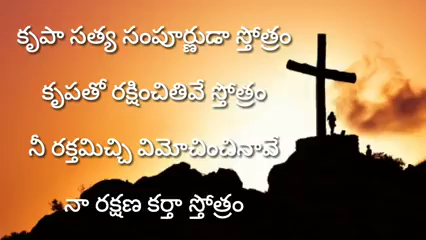 కృపా సత్య సంపూర్ణుడా స్తోత్రం
కృపతో రక్షించితివే స్తోత్రం
నీ రక్తమిచ్చి విమోచించినావే
నా రక్షణ కర్తా స్తోత్రం